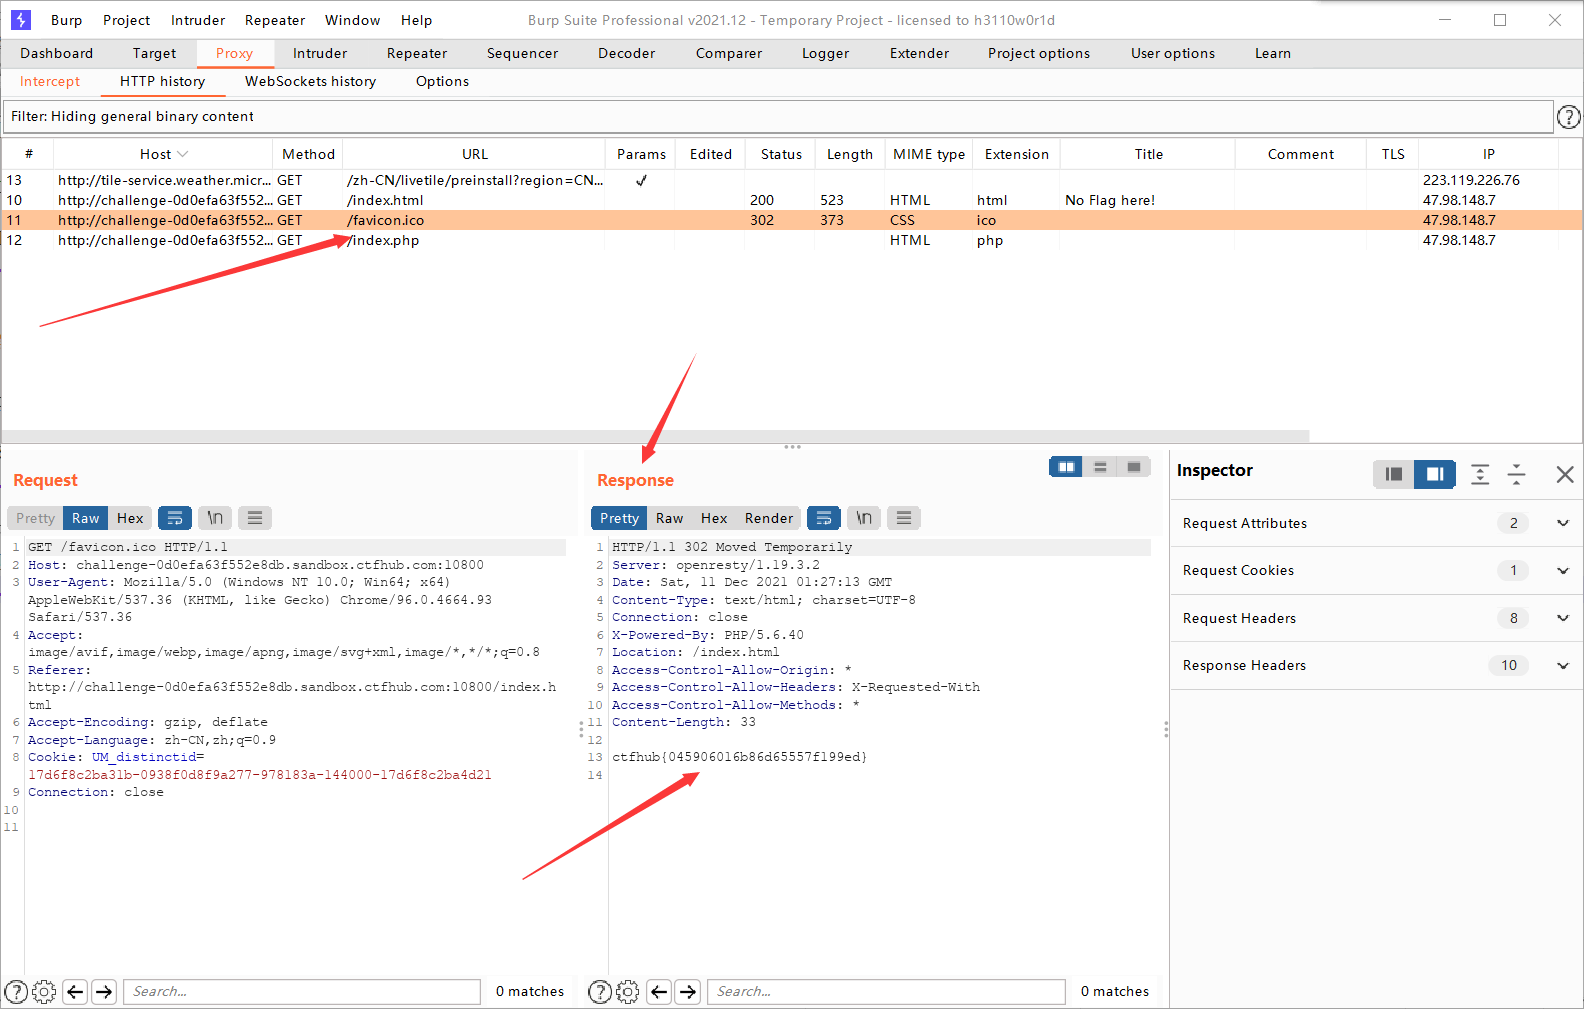 Burp Project Intruder Repeater Window Help Burp Suite Professional v2021.12 - Temporary Project - licensed to h3110w0r1d
Dashboard Target Proxy Intruder Repeater Sequencer Decoder Comparer Logger Extender Project options User options Learn
Intercept HTTP history WebSockets history Options
Filter: Hiding general binary content ?
# Host Method URL Params Edited Status Length MIME type Extension Title Comment TLS IP
13 http://tile-service.weather.micr... GET /zh-CN/livetile/preinstall?region=CN... ✓ 223.119.226.76
10 http://challenge-0d0efa63f552... GET /index.html 200 523 HTML html No Flag here! 47.98.148.7
11 http://challenge-0d0efa63f552... GET /favicon.ico 302 373 CSS ico 47.98.148.7
12 http://challenge-0d0efa63f552... GET /index.php HTML php 47.98.148.7
Request
Pretty Raw Hex \n
1 GET /favicon.ico HTTP/1.1
2 Host: challenge-0d0efa63f552e8db.sandbox.ctfhub.com:10800
3 User-Agent: Mozilla/5.0 (Windows NT 10.0; Win64; x64)
AppleWebKit/537.36 (KHTML, like Gecko) Chrome/96.0.4664.93
Safari/537.36
4 Accept:
image/avif,image/webp,image/apng,image/svg+xml,image/*,*/*;q=0.8
5 Referer:
http://challenge-0d0efa63f552e8db.sandbox.ctfhub.com:10800/index.h
tml
6 Accept-Encoding: gzip, deflate
7 Accept-Language: zh-CN,zh;q=0.9
8 Cookie: UM_distinctid=
17d6f8c2ba31b-0938f0d8f9a277-978183a-144000-17d6f8c2ba4d21
9 Connection: close
10
11
? Search... 0 matches
Response
Pretty Raw Hex Render \n
1 HTTP/1.1 302 Moved Temporarily
2 Server: openresty/1.19.3.2
3 Date: Sat, 11 Dec 2021 01:27:13 GMT
4 Content-Type: text/html; charset=UTF-8
5 Connection: close
6 X-Powered-By: PHP/5.6.40
7 Location: /index.html
8 Access-Control-Allow-Origin: *
9 Access-Control-Allow-Headers: X-Requested-With
10 Access-Control-Allow-Methods: *
11 Content-Length: 33
12
13 ctfhub{045906016b86d65557f199ed}
14
? Search... 0 matches
Inspector
Request Attributes 2
Request Cookies 1
Request Headers 8
Response Headers 10